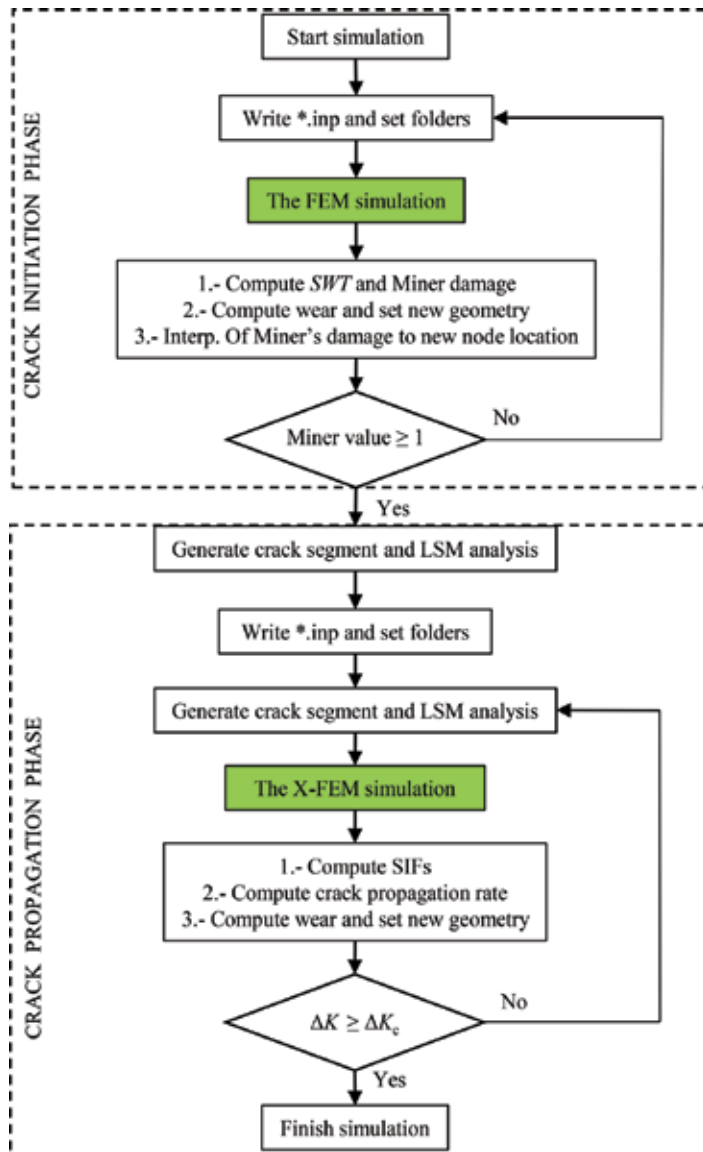 CRACK INITIATION PHASE
Start simulation
Write *.inp and set folders
The FEM simulation
1.- Compute SWT and Miner damage
2.- Compute wear and set new geometry
3.- Interp. Of Miner's damage to new node location
Miner value ≥ 1
No
Yes
CRACK PROPAGATION PHASE
Generate crack segment and LSM analysis
Write *.inp and set folders
Generate crack segment and LSM analysis
The X-FEM simulation
1.- Compute SIFs
2.- Compute crack propagation rate
3.- Compute wear and set new geometry
ΔK ≥ ΔKc
No
Yes
Finish simulation